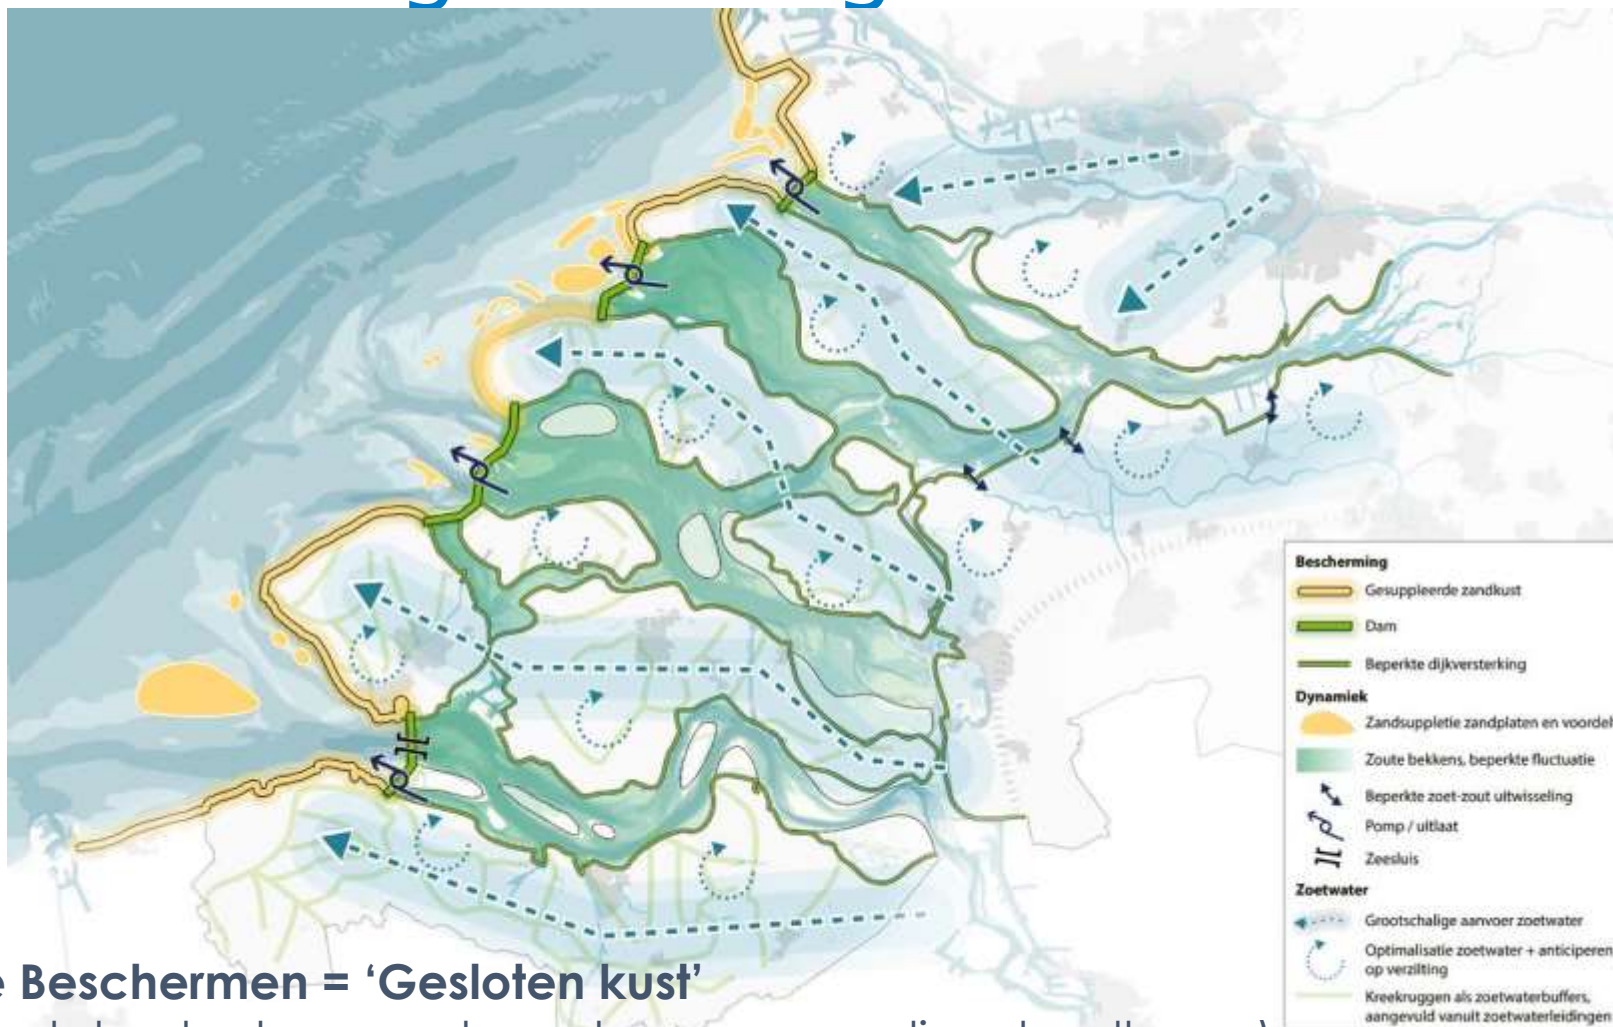 Beschermen = ‘Gesloten kust’
Bescherming
Gesuppleerde zandkust
Dam
Beperkte dijkversterking
Dynamiek
Zandsuppletie zandplaten en
Zoute bekkens, beperkte fluctuatie
Beperkte zoet-zout uitwisseling
Pomp / uitlaat
Zeesluis
Zoetwater
Grootschalige aanvoer zoetwater
Optimalisatie zoetwater + anticiperen
op verzilting
Kreekruggen als zoetwaterbuffers,
aangevuld vanuit zoetwaterleidingen